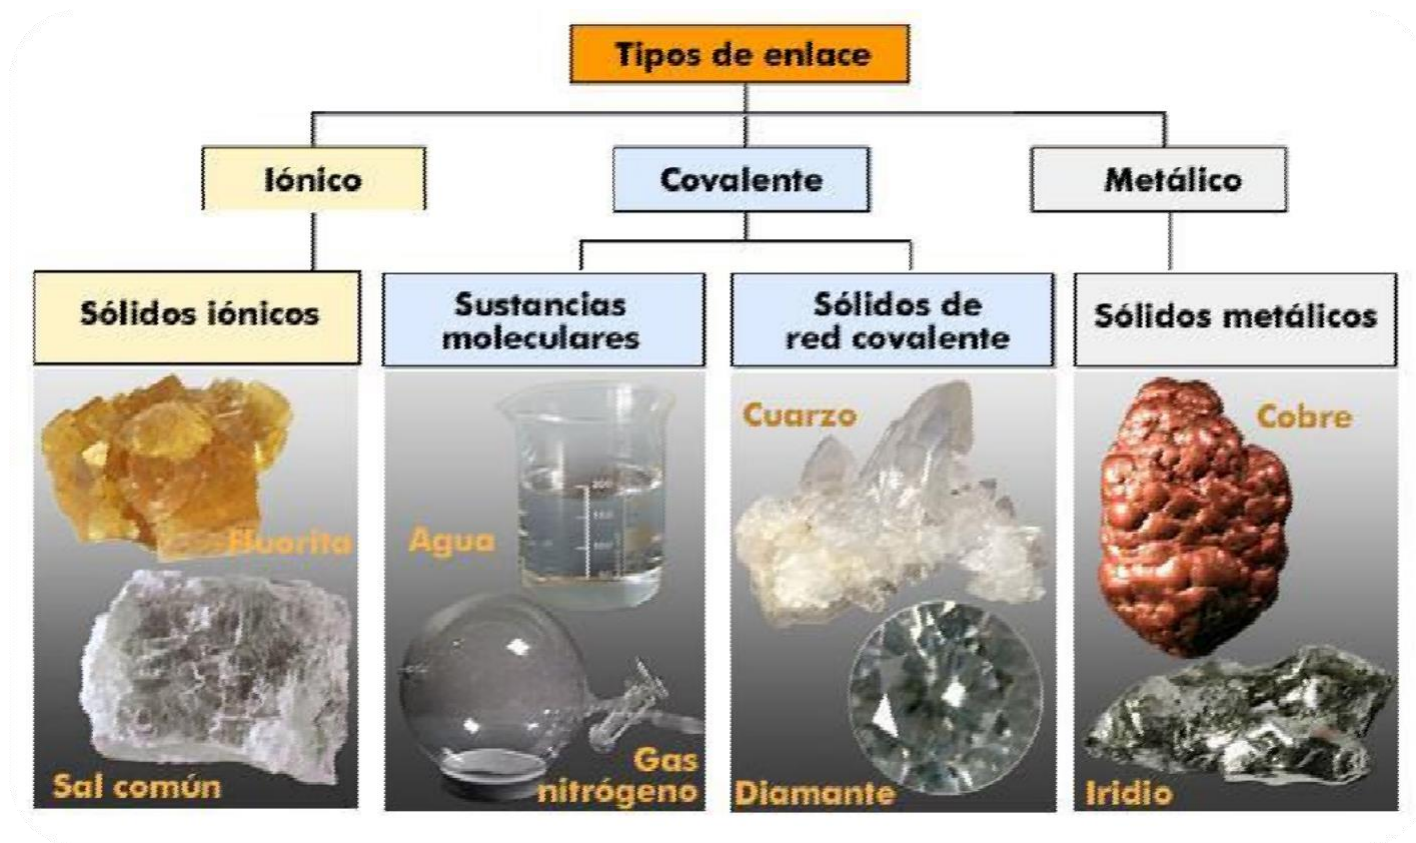 Tipos de enlace
Iónico
Covalente
Metálico
Sólidos iónicos
Sustancias
moleculares
Sólidos de
red covalente
Sólidos metálicos
Fluorita
Sal común
Agua
Gas
nitrógeno
Cuarzo
Diamante
Cobre
Iridio